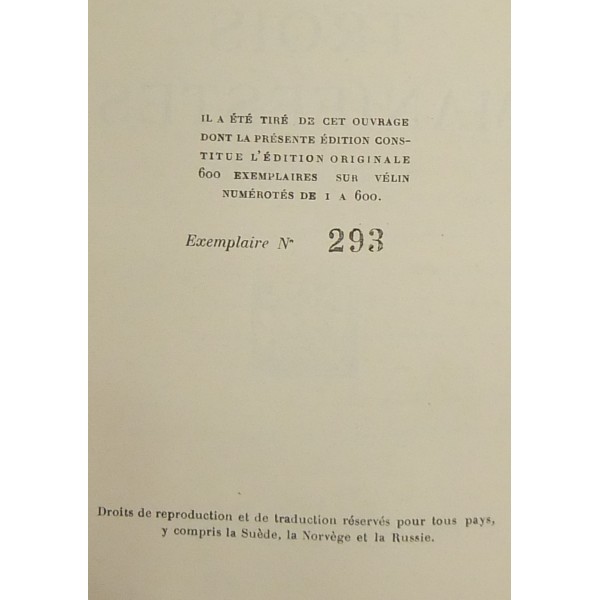 IL A ÉTÉ TIRÉ DE CET OUVRAGE
DONT LA PRÉSENTE ÉDITION CONS-
TITUE L'ÉDITION ORIGINALE
600 EXEMPLAIRES SUR VÉLIN
NUMÉROTÉS DE 1 A 600.
Exemplaire No 293
Droits de reproduction et de traduction réservés pour tous pays,
y compris la Suède, la Norvège et la Russie.